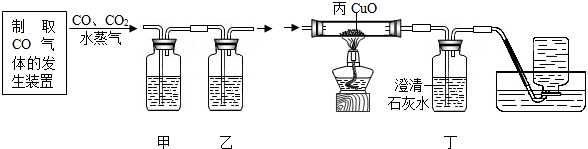 制 取
CO 气
体的发
生装置
CO、CO₂
水蒸气
甲
乙
丙 CuO
澄清
石灰水
丁